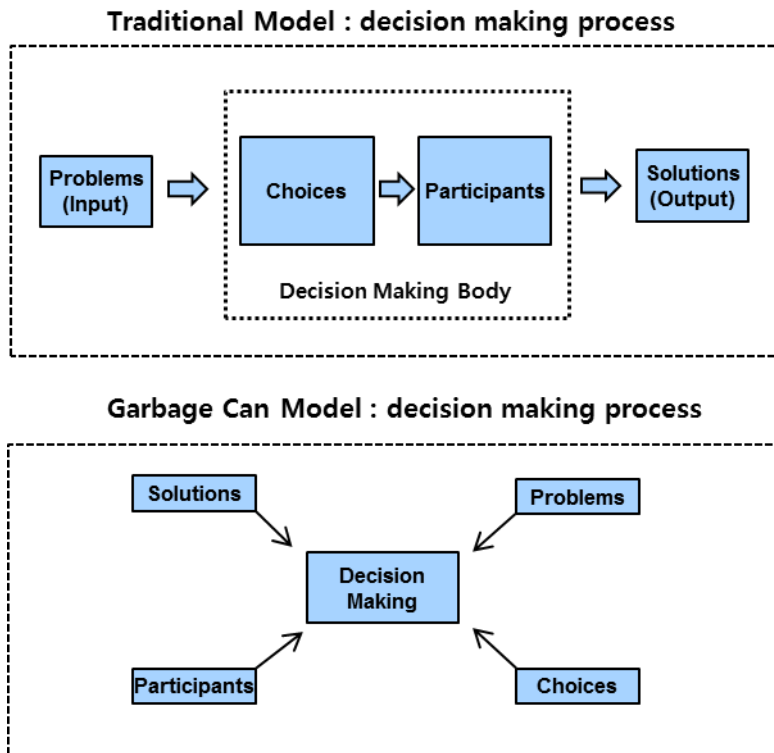 Traditional Model : decision making process
Problems
(Input)
Choices
Participants
Solutions
(Output)
Decision Making Body
Garbage Can Model : decision making process
Solutions
Problems
Decision
Making
Participants
Choices